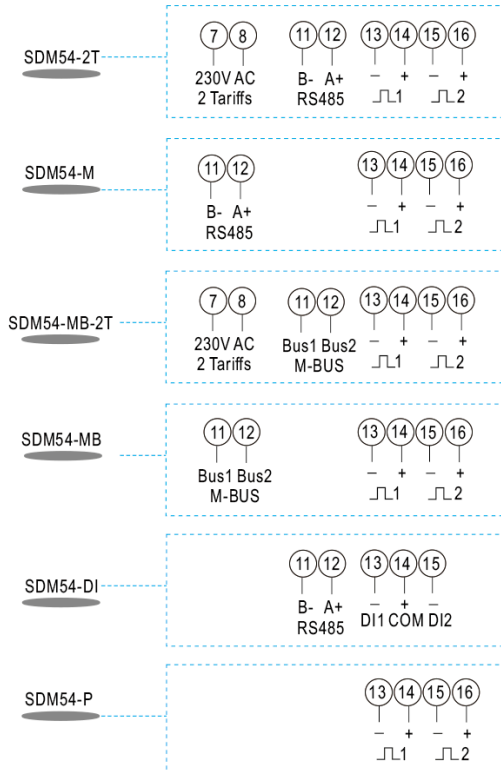 SDM54-2T
7 8 11 12 13 14 15 16
230V AC B- A+ − + − +
2 Tariffs RS485 1 2
SDM54-M
11 12 13 14 15 16
B- A+ − + − +
RS485 1 2
SDM54-MB-2T
7 8 11 12 13 14 15 16
230V AC Bus1 Bus2 − + − +
2 Tariffs M-BUS 1 2
SDM54-MB
11 12 13 14 15 16
Bus1 Bus2 − + − +
M-BUS 1 2
SDM54-DI
11 12 13 14 15
B- A+ − + −
RS485 DI1 COM DI2
SDM54-P
13 14 15 16
− + − +
1 2